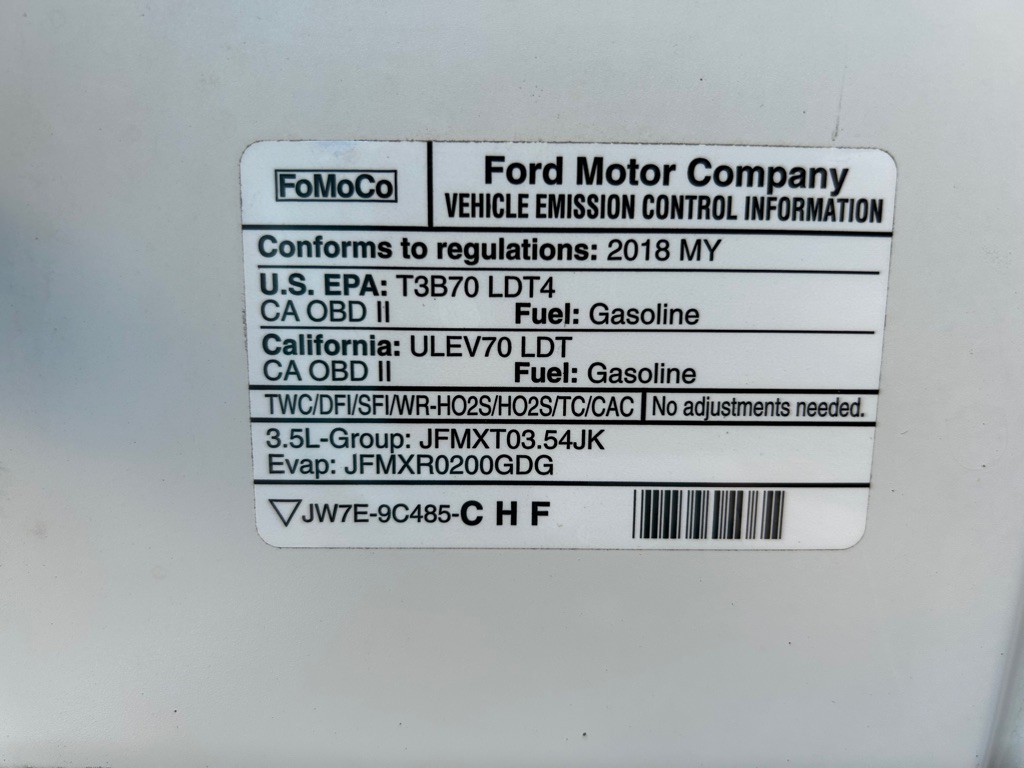 FoMoCo
Ford Motor Company
VEHICLE EMISSION CONTROL INFORMATION
Conforms to regulations: 2018 MY
U.S. EPA: T3B70 LDT4
CA OBD II Fuel: Gasoline
California: ULEV70 LDT
CA OBD II Fuel: Gasoline
TWC/DFI/SFI/WR-HO2S/HO2S/TC/CAC No adjustments needed.
3.5L-Group: JFMXT03.54JK
Evap: JFMXR0200GDG
JW7E-9C485-C H F